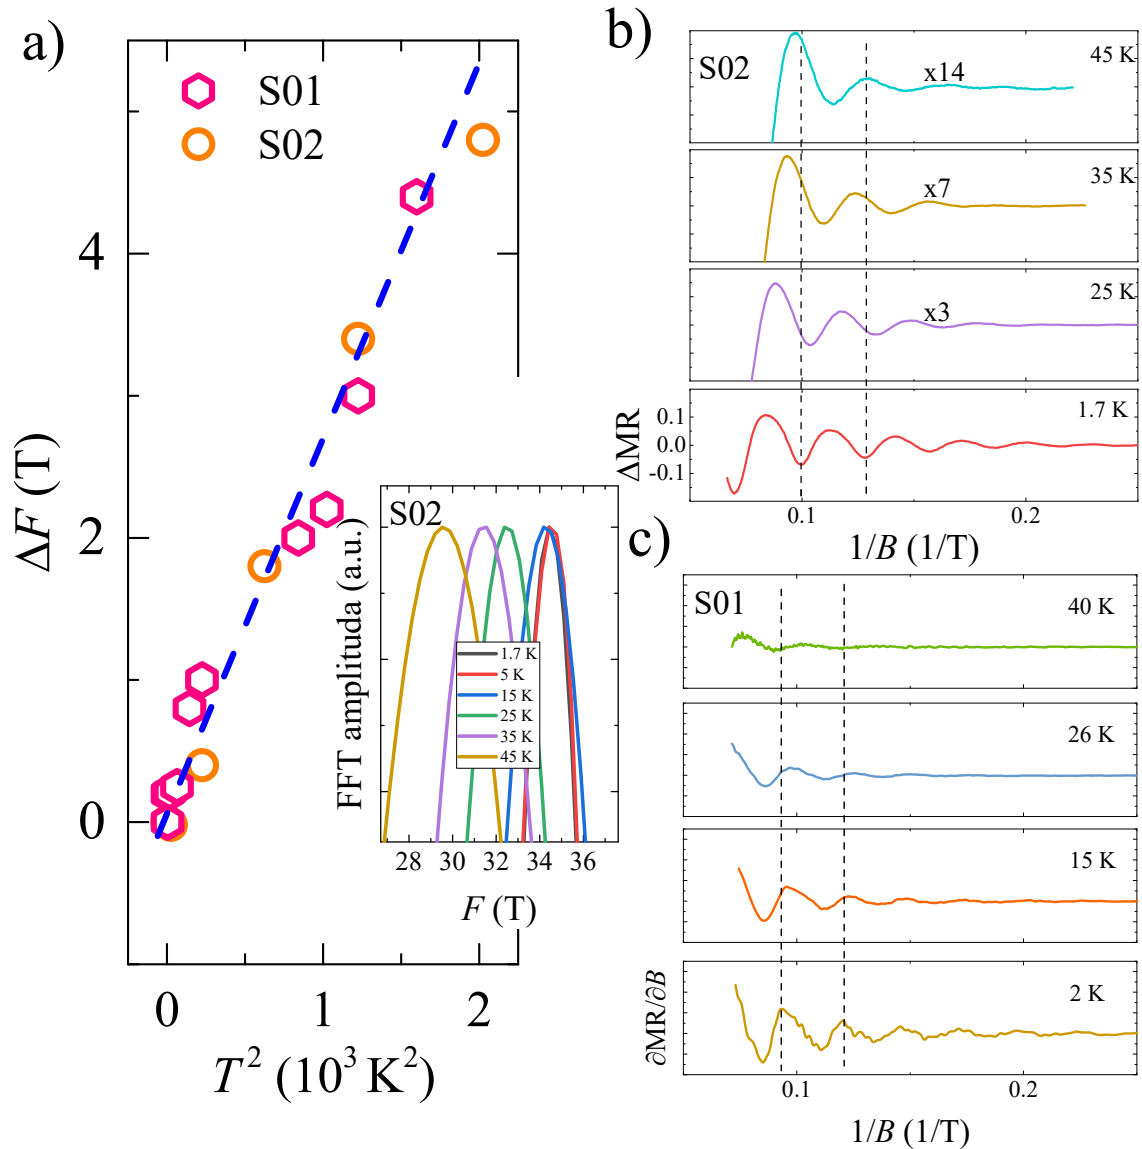 a)
S01
S02
4
2
0
ΔF (T)
0 1 2
T² (10³ K²)
S02
FFT amplituda (a.u.)
1.7 K
5 K
15 K
25 K
35 K
45 K
28 30 32 34 36
F (T)
b)
S02
45 K
x14
35 K
x7
25 K
x3
1.7 K
ΔMR
0.1
0.0
-0.1
0.1 0.2
1/B (1/T)
c)
S01
40 K
26 K
15 K
2 K
∂MR/∂B
0.1 0.2
1/B (1/T)